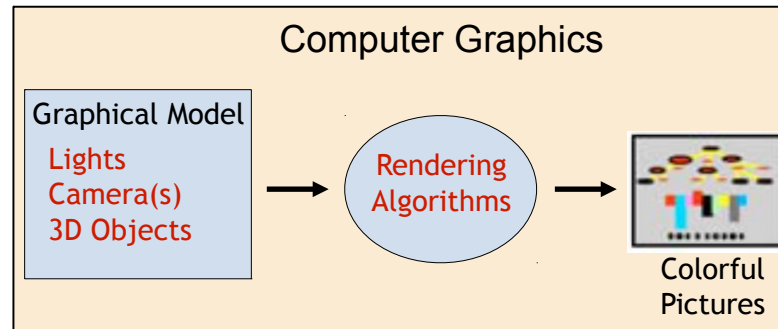 Computer Graphics
Graphical Model
Lights
Camera(s)
3D Objects
Rendering
Algorithms
Colorful
Pictures